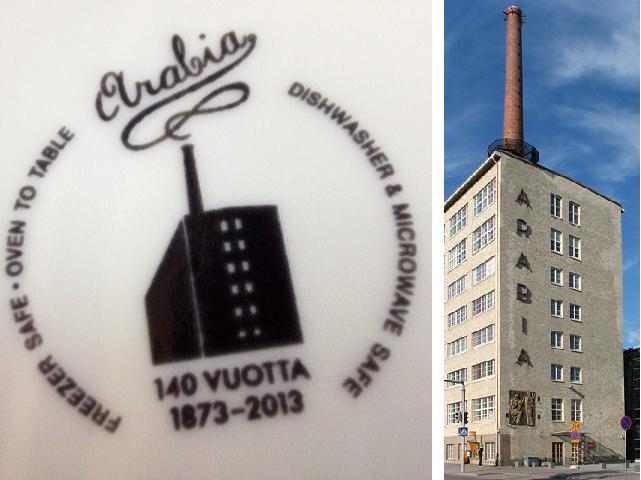 Arabia
FREEZER SAFE • OVEN TO TABLE
DISHWASHER & MICROWAVE SAFE
140 VUOTTA
1873-2013
ARABIA